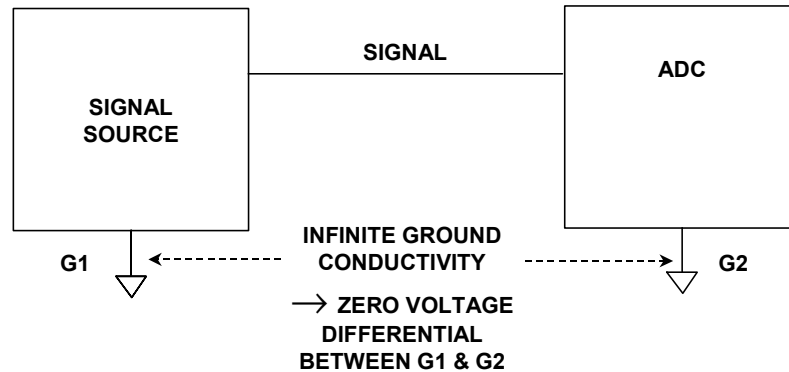 SIGNAL
SOURCE
SIGNAL
ADC
G1
INFINITE GROUND
CONDUCTIVITY
G2
→ ZERO VOLTAGE
DIFFERENTIAL
BETWEEN G1 & G2